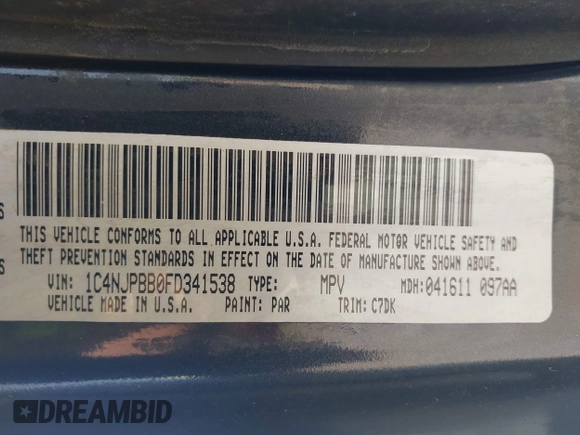 S
THIS VEHICLE CONFORMS TO ALL APPLICABLE U.S.A. FEDERAL MOTOR VEHICLE SAFETY AND
S
THEFT PREVENTION STANDARDS IN EFFECT ON THE DATE OF MANUFACTURE SHOWN ABOVE.
VIN: 1C4NJPBB0FD341538 TYPE: MPV MDH: 041611 097AA
VEHICLE MADE IN U.S.A. PAINT: PAR TRIM: C7DK
DREAMBID